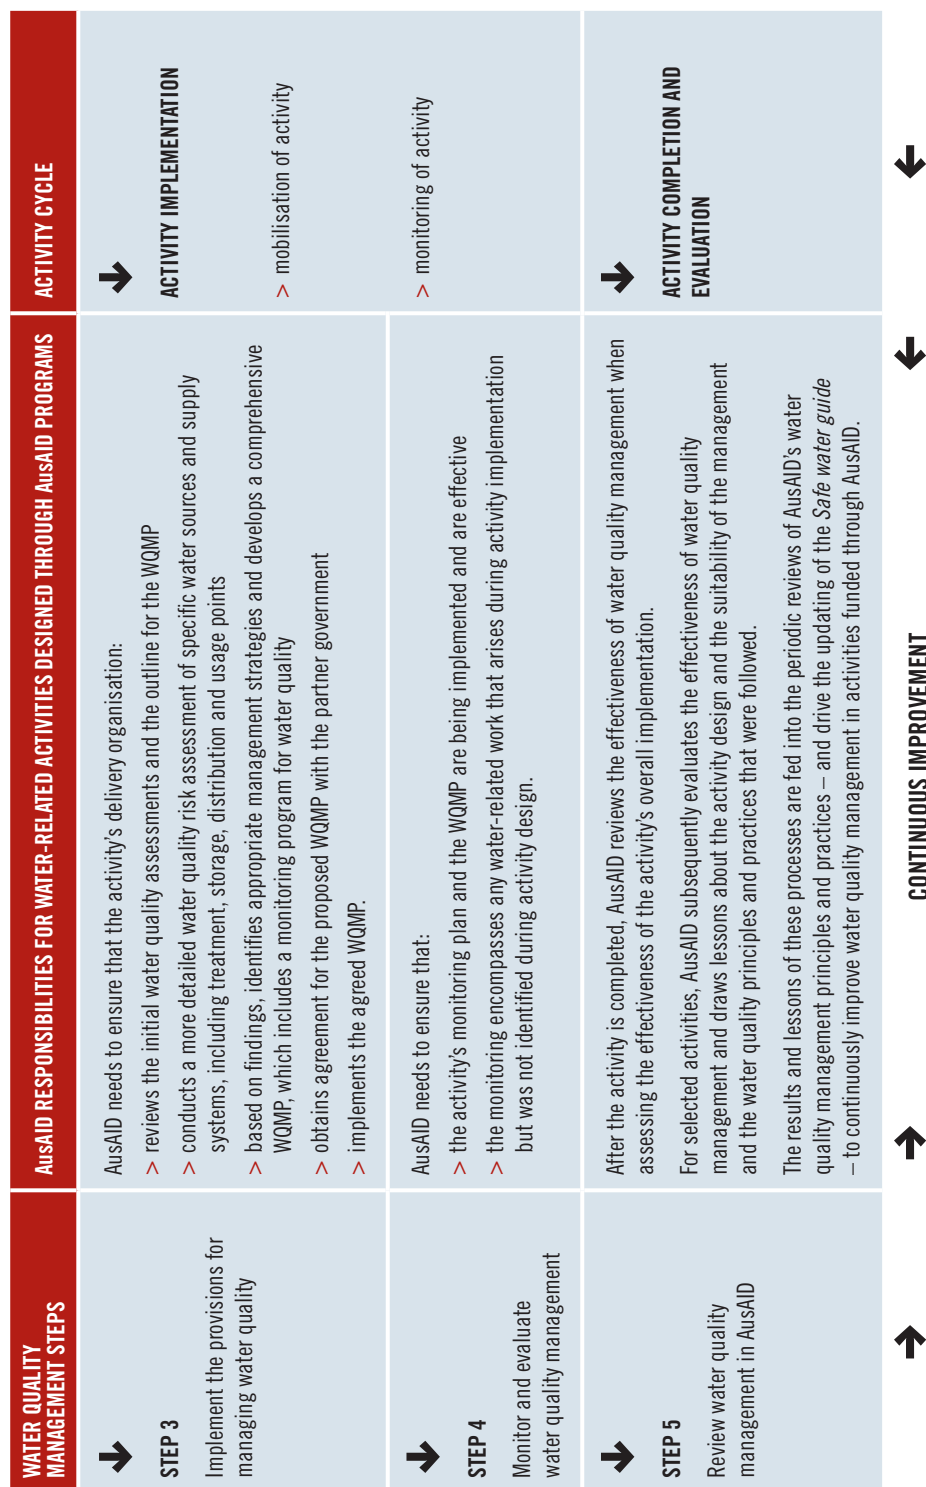 WATER QUALITY
MANAGEMENT STEPS
AusAID RESPONSIBILITIES FOR WATER-RELATED ACTIVITIES DESIGNED THROUGH AusAID PROGRAMS
ACTIVITY CYCLE
STEP 3
Implement the provisions for
managing water quality
AusAID needs to ensure that the activity's delivery organisation:
> reviews the initial water quality assessments and the outline for the WQMP
> conducts a more detailed water quality risk assessment of specific water sources and supply
systems, including treatment, storage, distribution and usage points
> based on findings, identifies appropriate management strategies and develops a comprehensive
WQMP, which includes a monitoring program for water quality
> obtains agreement for the proposed WQMP with the partner government
> implements the agreed WQMP.
ACTIVITY IMPLEMENTATION
> mobilisation of activity
> monitoring of activity
STEP 4
Monitor and evaluate
water quality management
AusAID needs to ensure that:
> the activity's monitoring plan and the WQMP are being implemented and are effective
> the monitoring encompasses any water-related work that arises during activity implementation
but was not identified during activity design.
STEP 5
Review water quality
management in AusAID
After the activity is completed, AusAID reviews the effectiveness of water quality management when
assessing the effectiveness of the activity's overall implementation.
For selected activities, AusAID subsequently evaluates the effectiveness of water quality
management and draws lessons about the activity design and the suitability of the management
and the water quality principles and practices that were followed.
The results and lessons of these processes are fed into the periodic reviews of AusAID's water
quality management principles and practices – and drive the updating of the Safe water guide
– to continuously improve water quality management in activities funded through AusAID.
ACTIVITY COMPLETION AND
EVALUATION
CONTINUOUS IMPROVEMENT